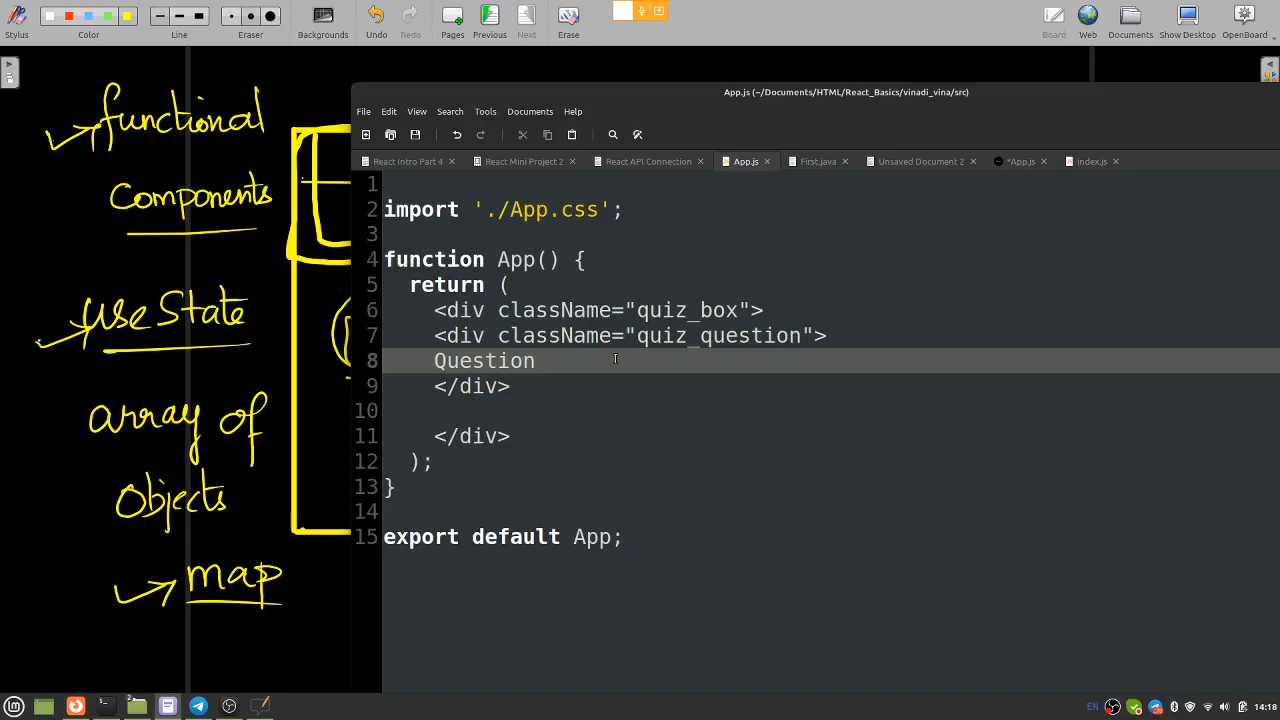 Stylus
Color
Line
Eraser
Backgrounds
Undo
Redo
Pages
Previous
Next
Erase
Board
Web
Documents
Show Desktop
OpenBoard
functional
Components
useState
array of
Objects
map
App.js (~/Documents/HTML/React_Basics/vinadi_vina/src)
File Edit View Search Tools Documents Help
React Intro Part 4
React Mini Project 2
React API Connection
App.js
First.java
Unsaved Document 2
*App.js
index.js
1
2 import './App.css';
3
4 function App() {
5 return (
6 <div className="quiz_box">
7 <div className="quiz_question">
8 Question
9 </div>
10
11 </div>
12 );
13 }
14
15 export default App;
EN
14:18